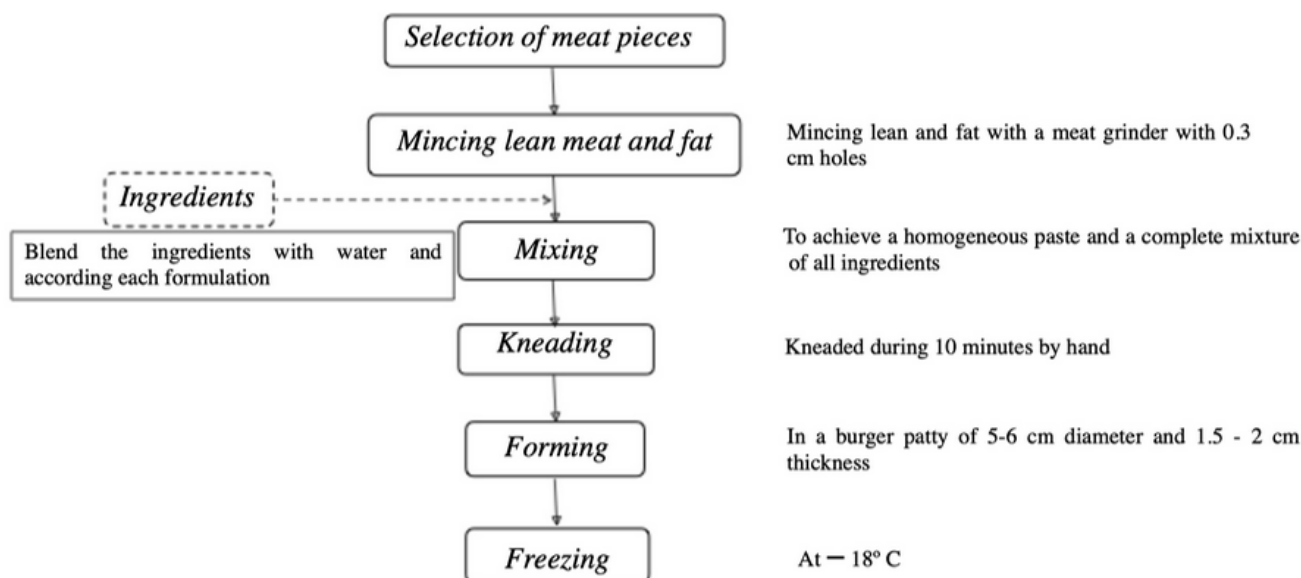 Selection of meat pieces
Mincing lean meat and fat
Mincing lean and fat with a meat grinder with 0.3
cm holes
Ingredients
Blend the ingredients with water and
according each formulation
Mixing
To achieve a homogeneous paste and a complete mixture
of all ingredients
Kneading
Kneaded during 10 minutes by hand
Forming
In a burger patty of 5-6 cm diameter and 1.5 - 2 cm
thickness
Freezing
At — 18º C